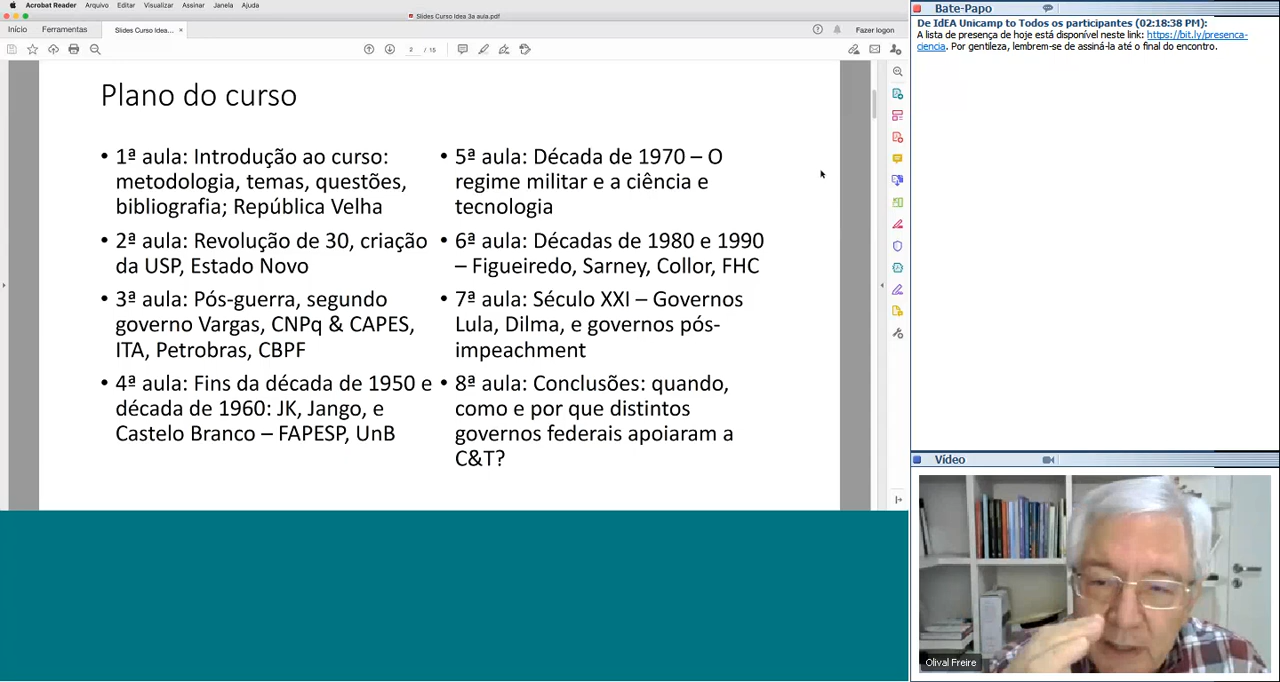 Acrobat Reader Arquivo Editar Visualizar Assinar Janela Ajuda
Slides Curso Idea 3a aula.pdf
Início Ferramentas Slides Curso Idea... × Fazer logon
2 / 15
Plano do curso
• 1ª aula: Introdução ao curso:
metodologia, temas, questões,
bibliografia; República Velha
• 2ª aula: Revolução de 30, criação
da USP, Estado Novo
• 3ª aula: Pós-guerra, segundo
governo Vargas, CNPq & CAPES,
ITA, Petrobras, CBPF
• 4ª aula: Fins da década de 1950 e
década de 1960: JK, Jango, e
Castelo Branco – FAPESP, UnB
• 5ª aula: Década de 1970 – O
regime militar e a ciência e
tecnologia
• 6ª aula: Décadas de 1980 e 1990
– Figueiredo, Sarney, Collor, FHC
• 7ª aula: Século XXI – Governos
Lula, Dilma, e governos pós-
impeachment
• 8ª aula: Conclusões: quando,
como e por que distintos
governos federais apoiaram a
C&T?
Bate-Papo
De IdEA Unicamp to Todos os participantes (02:18:38 PM):
A lista de presença de hoje está disponível neste link: https://bit.ly/presenca-
ciencia. Por gentileza, lembrem-se de assiná-la até o final do encontro.
Vídeo
Olival Freire